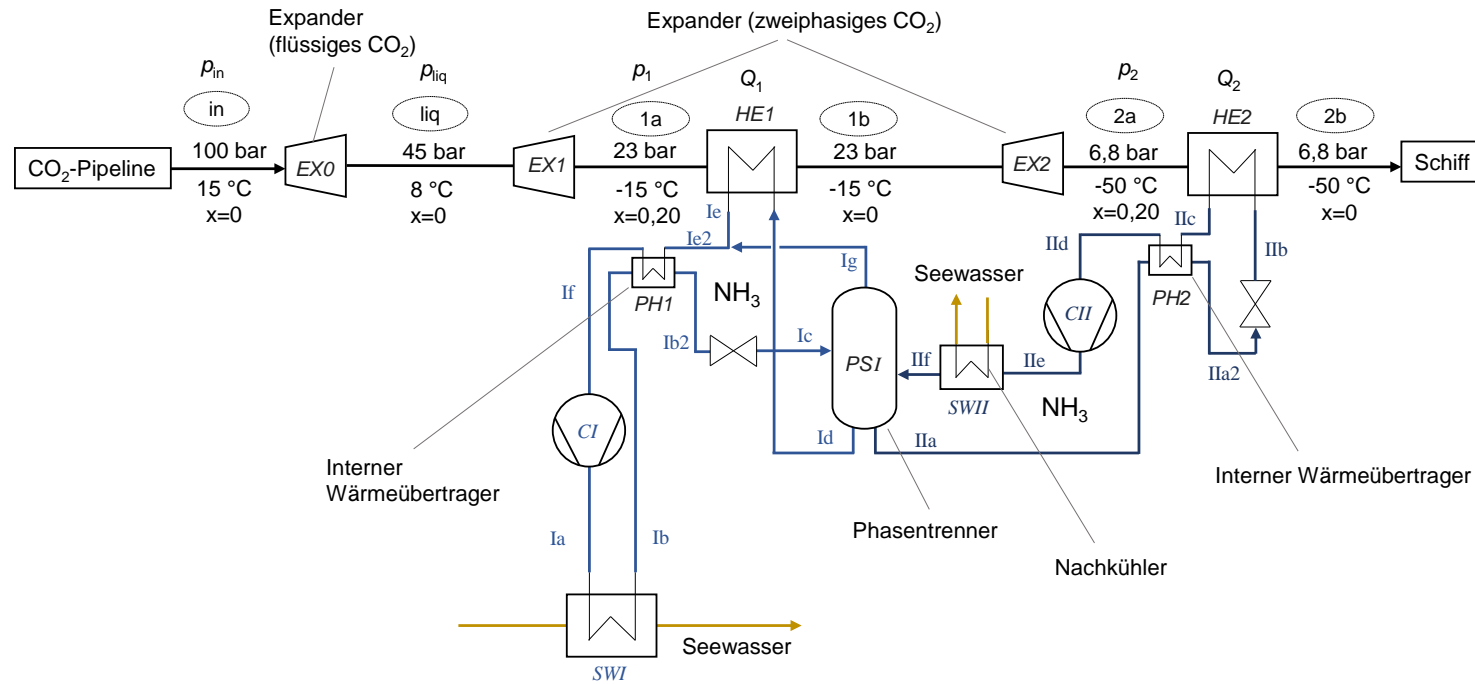 Expander
(flüssiges CO₂)
Expander (zweiphasiges CO₂)
p_in
p_liq
p₁
Q₁
p₂
Q₂
in
liq
1a
HE1
1b
2a
HE2
2b
CO₂-Pipeline
100 bar
EX0
45 bar
EX1
23 bar
23 bar
EX2
6,8 bar
6,8 bar
Schiff
15 °C
8 °C
-15 °C
-15 °C
-50 °C
-50 °C
x=0
x=0
x=0,20
x=0
x=0,20
x=0
Ie
IIc
Ie2
IId
IIb
Ig
Seewasser
If
PH1
NH₃
PH2
CII
Ib2
Ic
PSI
IIf
IIe
IIa2
SWII
NH₃
CI
Id
IIa
Interner
Wärmeübertrager
Interner Wärmeübertrager
Phasentrenner
Ia
Ib
Nachkühler
Seewasser
SWI